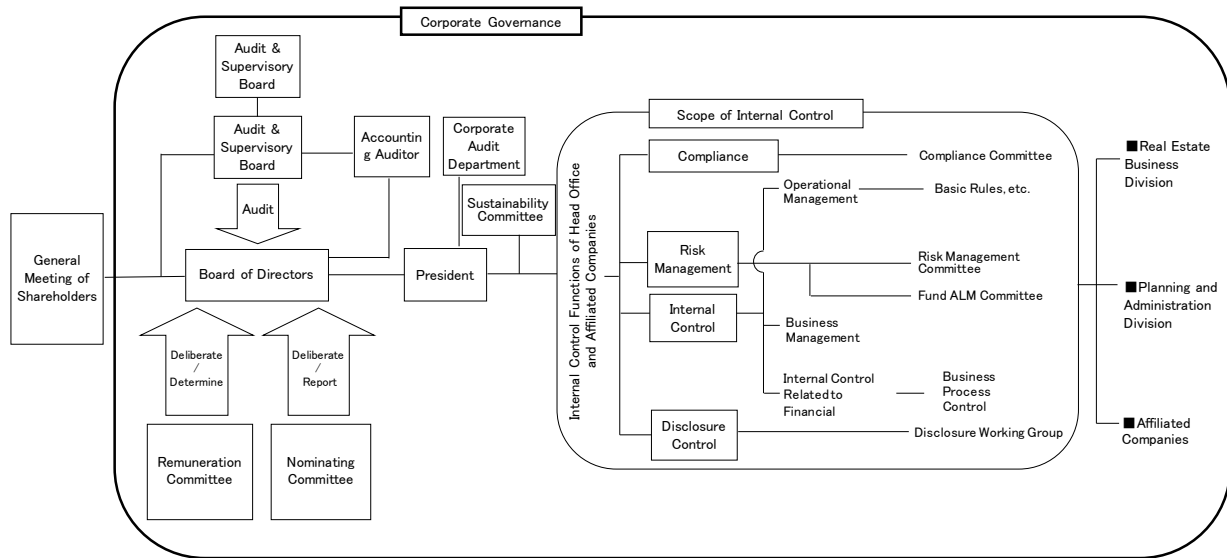 Corporate Governance
Audit &
Supervisory
Board
Audit &
Supervisory
Board
Accountin
g Auditor
Corporate
Audit
Department
Sustainability
Committee
Audit
General
Meeting of
Shareholders
Board of Directors
President
Deliberate
/
Determine
Deliberate
/
Report
Remuneration
Committee
Nominating
Committee
Internal Control Functions of Head Office
and Affiliated Companies
Scope of Internal Control
Compliance
Compliance Committee
Operational
Management
Basic Rules, etc.
Risk
Management
Risk Management
Committee
Fund ALM Committee
Internal
Control
Business
Management
Internal Control
Related to
Financial
Business
Process
Control
Disclosure
Control
Disclosure Working Group
■Real Estate
Business
Division
■Planning and
Administration
Division
■Affiliated
Companies